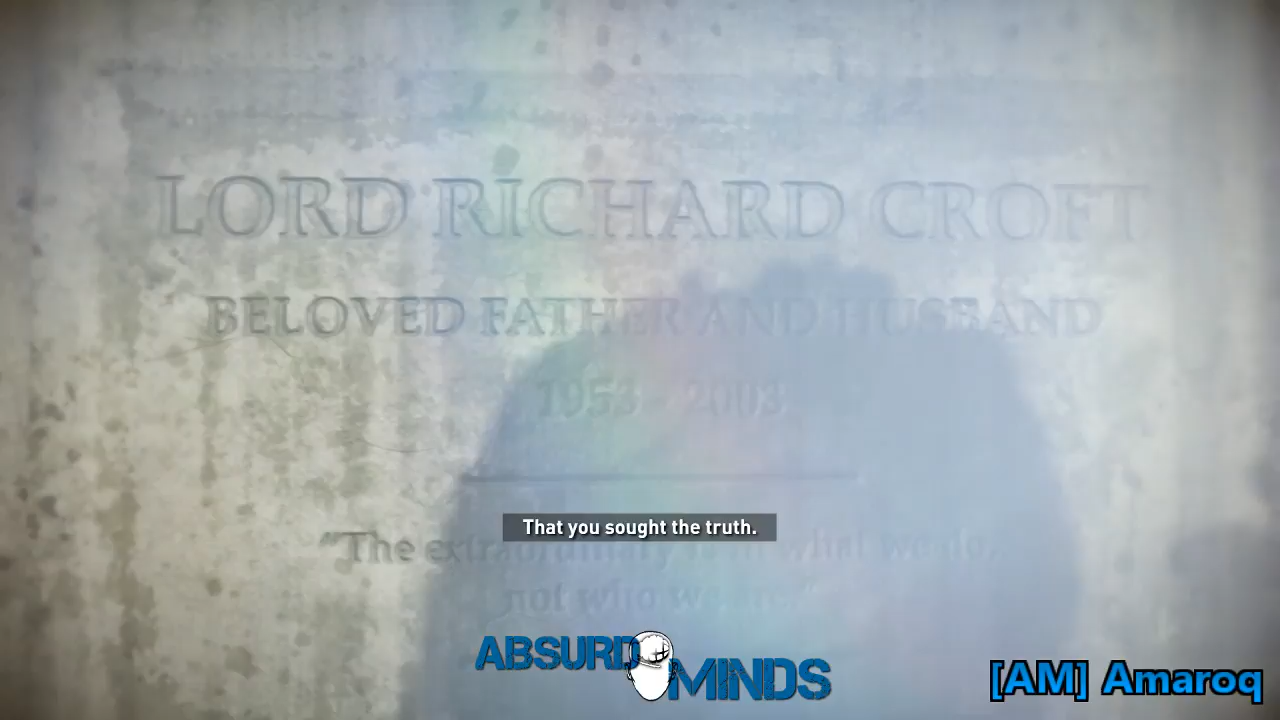 LORD RICHARD CROFT
BELOVED FATHER AND HUSBAND
1953 - 2003
That you sought the truth.
"The extraordinary is in what we do,
not who we are."
ABSURD MINDS
[AM] Amaroq